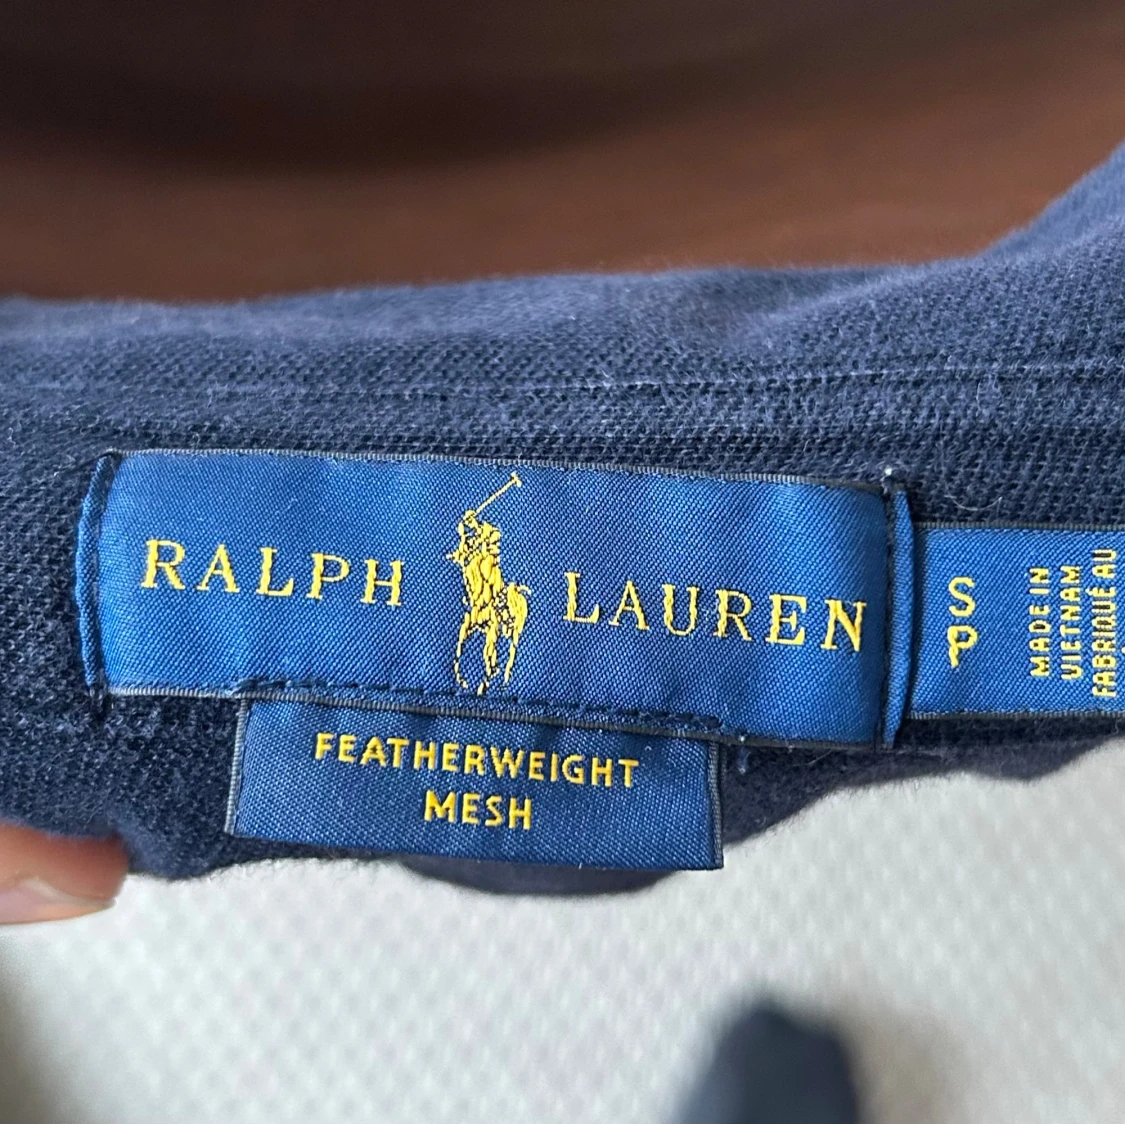 RALPH LAUREN
FEATHERWEIGHT
MESH
S
P
MADE IN
VIETNAM
FABRIQUÉ AU